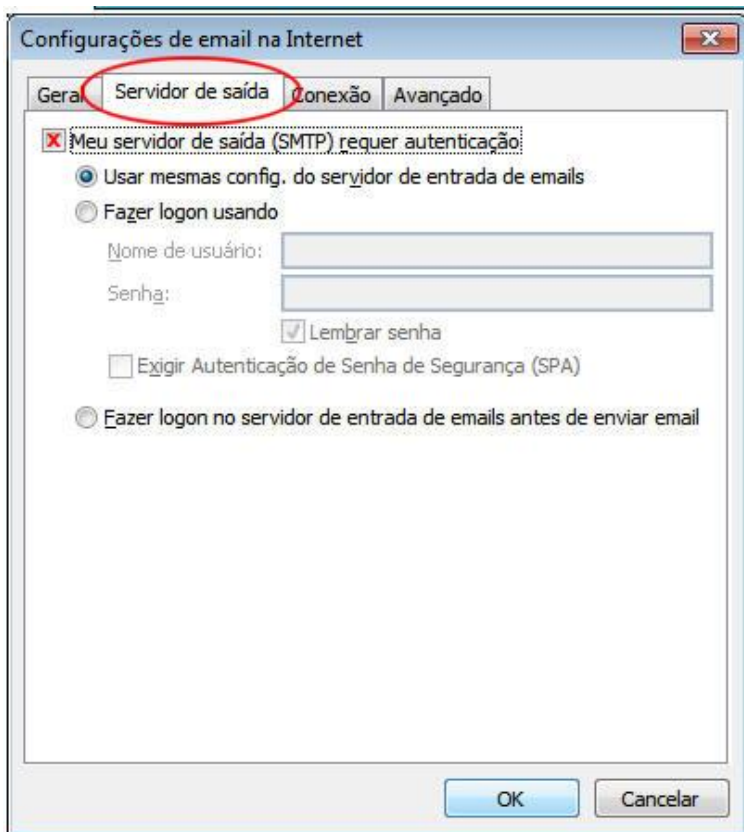 Configurações de email na Internet
Geral Servidor de saída Conexão Avançado
Meu servidor de saída (SMTP) requer autenticação
Usar mesmas config. do servidor de entrada de emails
Fazer logon usando
Nome de usuário:
Senha:
Lembrar senha
Exigir Autenticação de Senha de Segurança (SPA)
Fazer logon no servidor de entrada de emails antes de enviar email
OK Cancelar